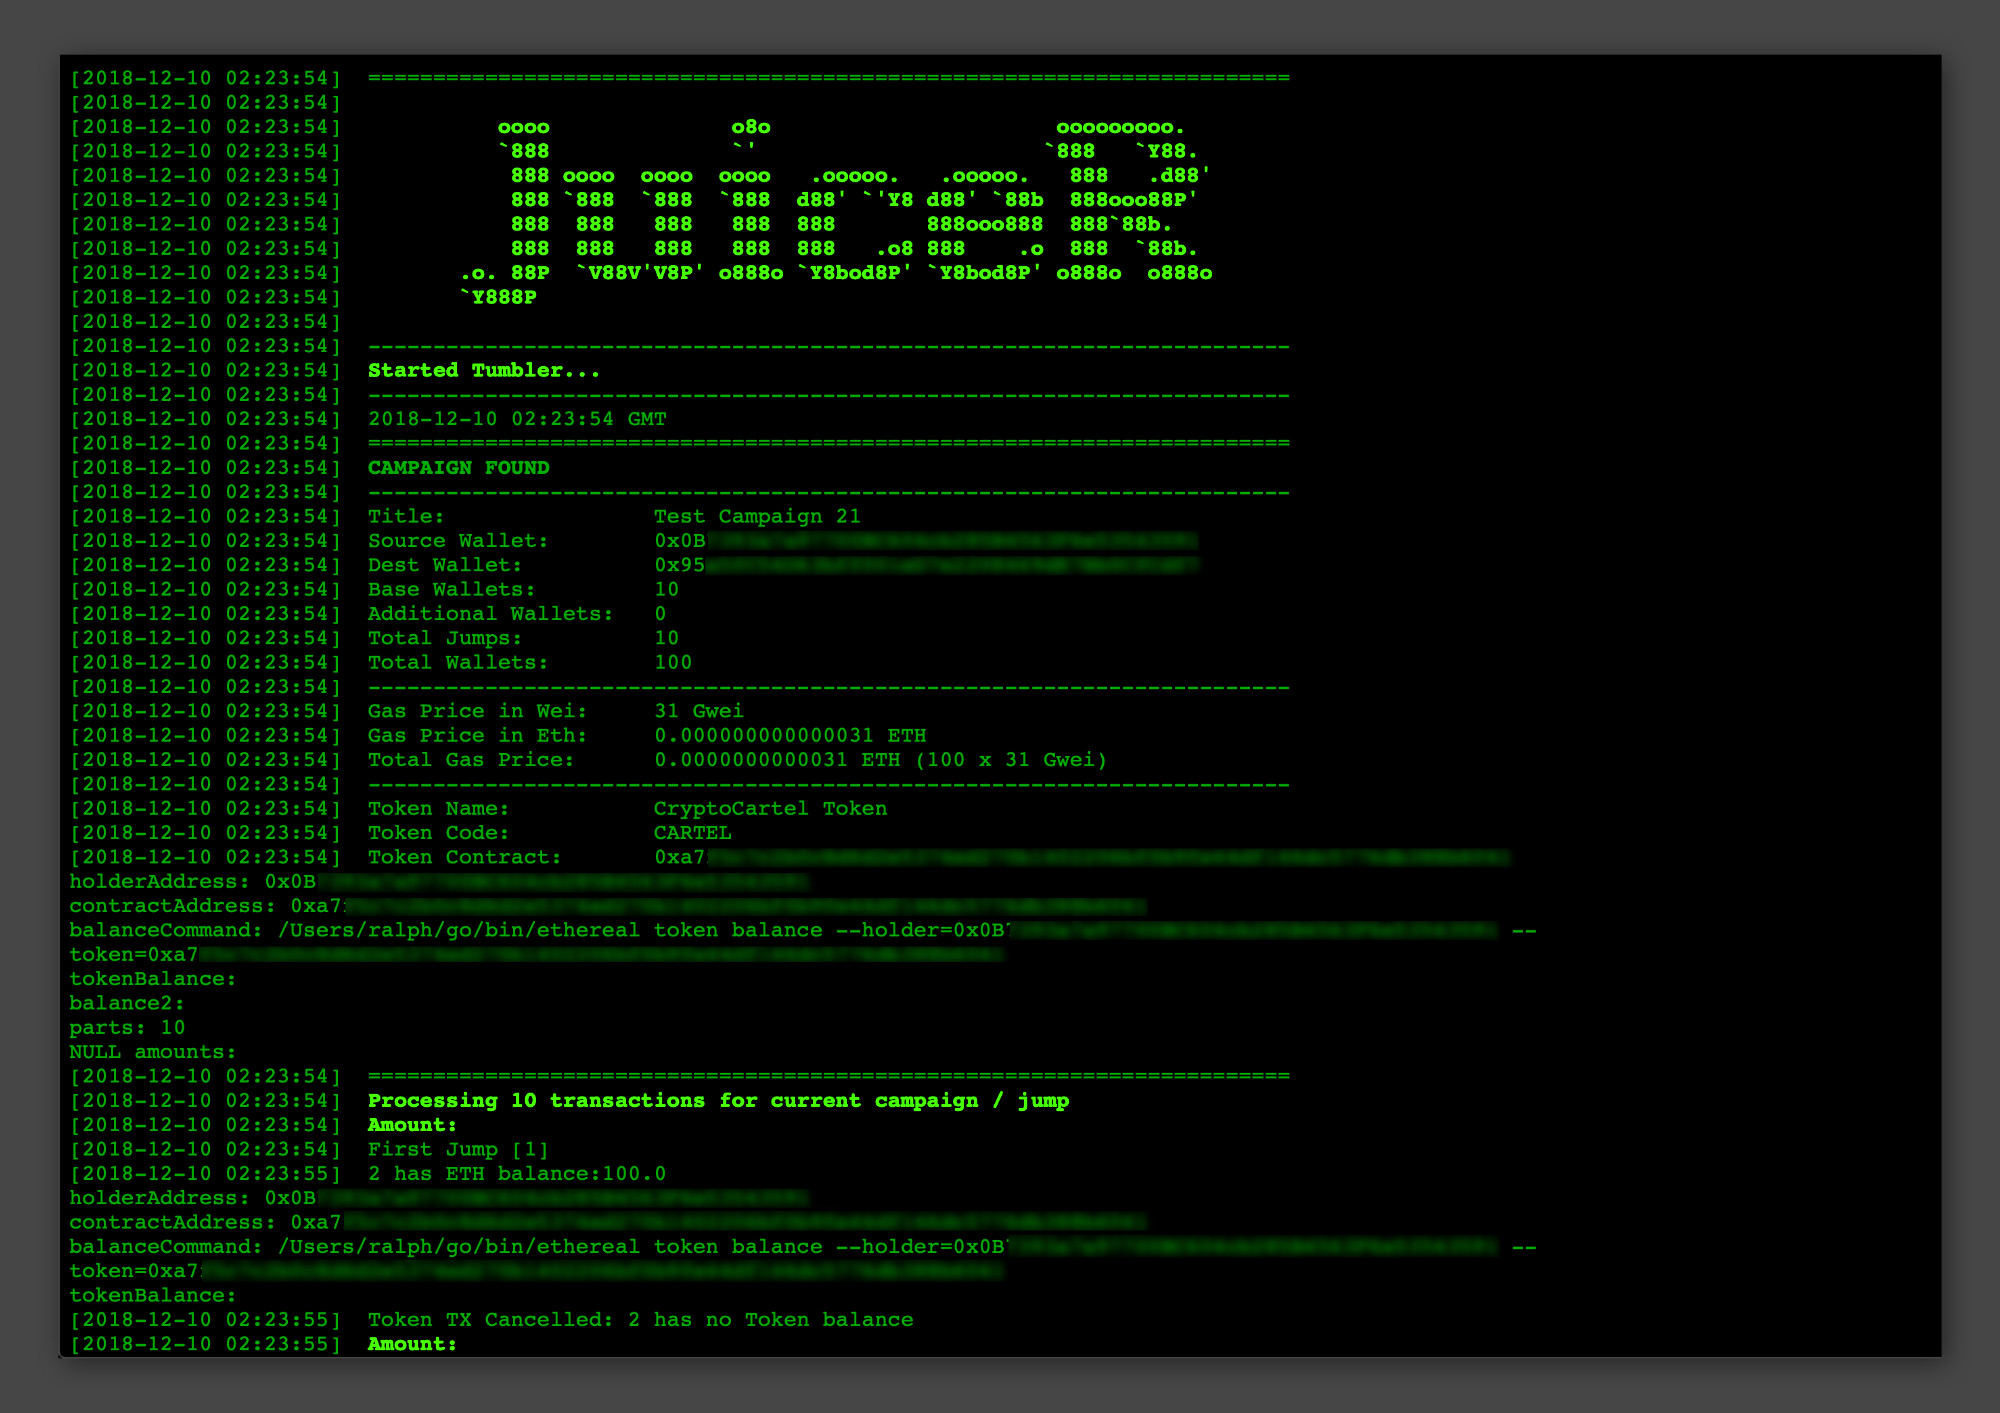 [2018-12-10 02:23:54]  =======================================================================
[2018-12-10 02:23:54]
[2018-12-10 02:23:54]            oooo              o8o                      ooooooooo.
[2018-12-10 02:23:54]            `888              `'                      `888   `Y88.
[2018-12-10 02:23:54]             888 oooo  oooo  oooo   .ooooo.   .ooooo.   888   .d88'
[2018-12-10 02:23:54]             888 `888  `888  `888  d88' `'Y8 d88' `88b  888ooo88P'
[2018-12-10 02:23:54]             888  888   888   888  888       888ooo888  888`88b.
[2018-12-10 02:23:54]             888  888   888   888  888   .o8 888    .o  888  `88b.
[2018-12-10 02:23:54]         .o. 88P  `V88V'V8P' o888o `Y8bod8P' `Y8bod8P' o888o  o888o
[2018-12-10 02:23:54]         `Y888P
[2018-12-10 02:23:54]
[2018-12-10 02:23:54]  -----------------------------------------------------------------------
[2018-12-10 02:23:54]  Started Tumbler...
[2018-12-10 02:23:54]  -----------------------------------------------------------------------
[2018-12-10 02:23:54]  2018-12-10 02:23:54 GMT
[2018-12-10 02:23:54]  =======================================================================
[2018-12-10 02:23:54]  CAMPAIGN FOUND
[2018-12-10 02:23:54]  -----------------------------------------------------------------------
[2018-12-10 02:23:54]  Title:                Test Campaign 21
[2018-12-10 02:23:54]  Source Wallet:        0x0B
[2018-12-10 02:23:54]  Dest Wallet:          0x95
[2018-12-10 02:23:54]  Base Wallets:         10
[2018-12-10 02:23:54]  Additional Wallets:   0
[2018-12-10 02:23:54]  Total Jumps:          10
[2018-12-10 02:23:54]  Total Wallets:        100
[2018-12-10 02:23:54]  -----------------------------------------------------------------------
[2018-12-10 02:23:54]  Gas Price in Wei:     31 Gwei
[2018-12-10 02:23:54]  Gas Price in Eth:     0.000000000000031 ETH
[2018-12-10 02:23:54]  Total Gas Price:      0.0000000000031 ETH (100 x 31 Gwei)
[2018-12-10 02:23:54]  -----------------------------------------------------------------------
[2018-12-10 02:23:54]  Token Name:           CryptoCartel Token
[2018-12-10 02:23:54]  Token Code:           CARTEL
[2018-12-10 02:23:54]  Token Contract:       0xa7
holderAddress: 0x0B
contractAddress: 0xa7
balanceCommand: /Users/ralph/go/bin/ethereal token balance --holder=0x0B --
token=0xa7
tokenBalance:
balance2:
parts: 10
NULL amounts:
[2018-12-10 02:23:54]  =======================================================================
[2018-12-10 02:23:54]  Processing 10 transactions for current campaign / jump
[2018-12-10 02:23:54]  Amount:
[2018-12-10 02:23:54]  First Jump [1]
[2018-12-10 02:23:55]  2 has ETH balance:100.0
holderAddress: 0x0B
contractAddress: 0xa7
balanceCommand: /Users/ralph/go/bin/ethereal token balance --holder=0x0B --
token=0xa7
tokenBalance:
[2018-12-10 02:23:55]  Token TX Cancelled: 2 has no Token balance
[2018-12-10 02:23:55]  Amount: